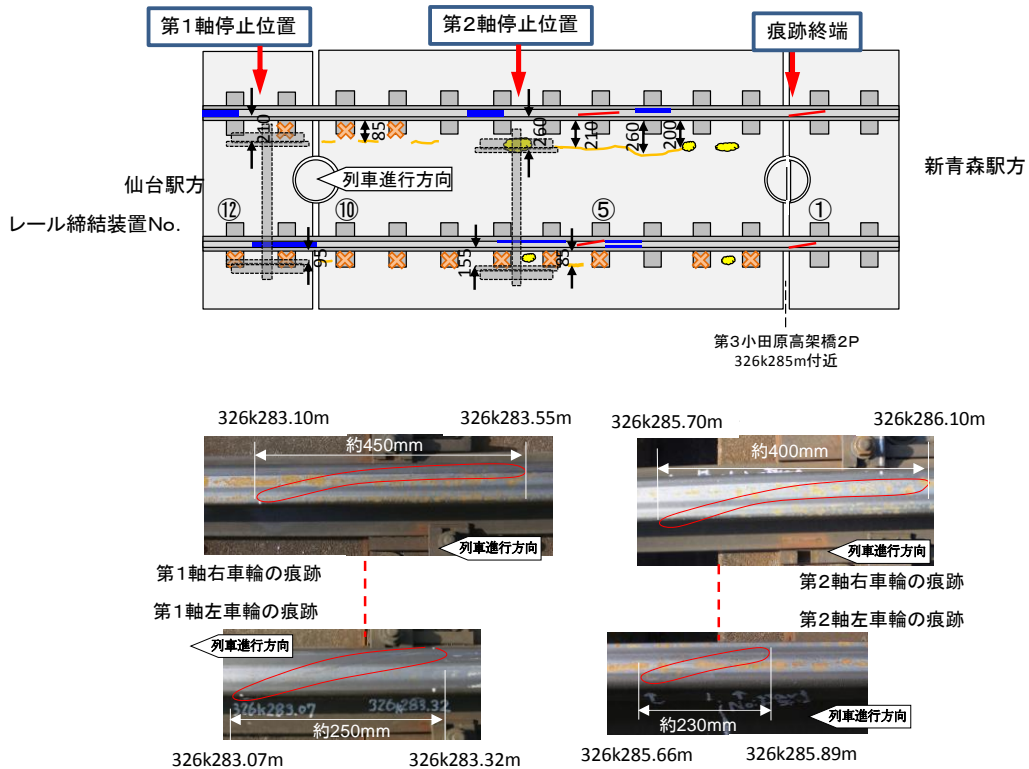 第1軸停止位置
第2軸停止位置
痕跡終端
210
85
260
210
260
200
仙台駅方
列車進行方向
新青森駅方
レール締結装置No.
⑫
⑩
⑤
①
95
155
85
第3小田原高架橋2P
326k285m付近
326k283.10m
326k283.55m
約450mm
列車進行方向
326k285.70m
326k286.10m
約400mm
列車進行方向
第1軸右車輪の痕跡
第2軸右車輪の痕跡
第1軸左車輪の痕跡
第2軸左車輪の痕跡
列車進行方向
326k283.07
326k283.32
約250mm
326k283.07m
326k283.32m
約230mm
列車進行方向
326k285.66m
326k285.89m